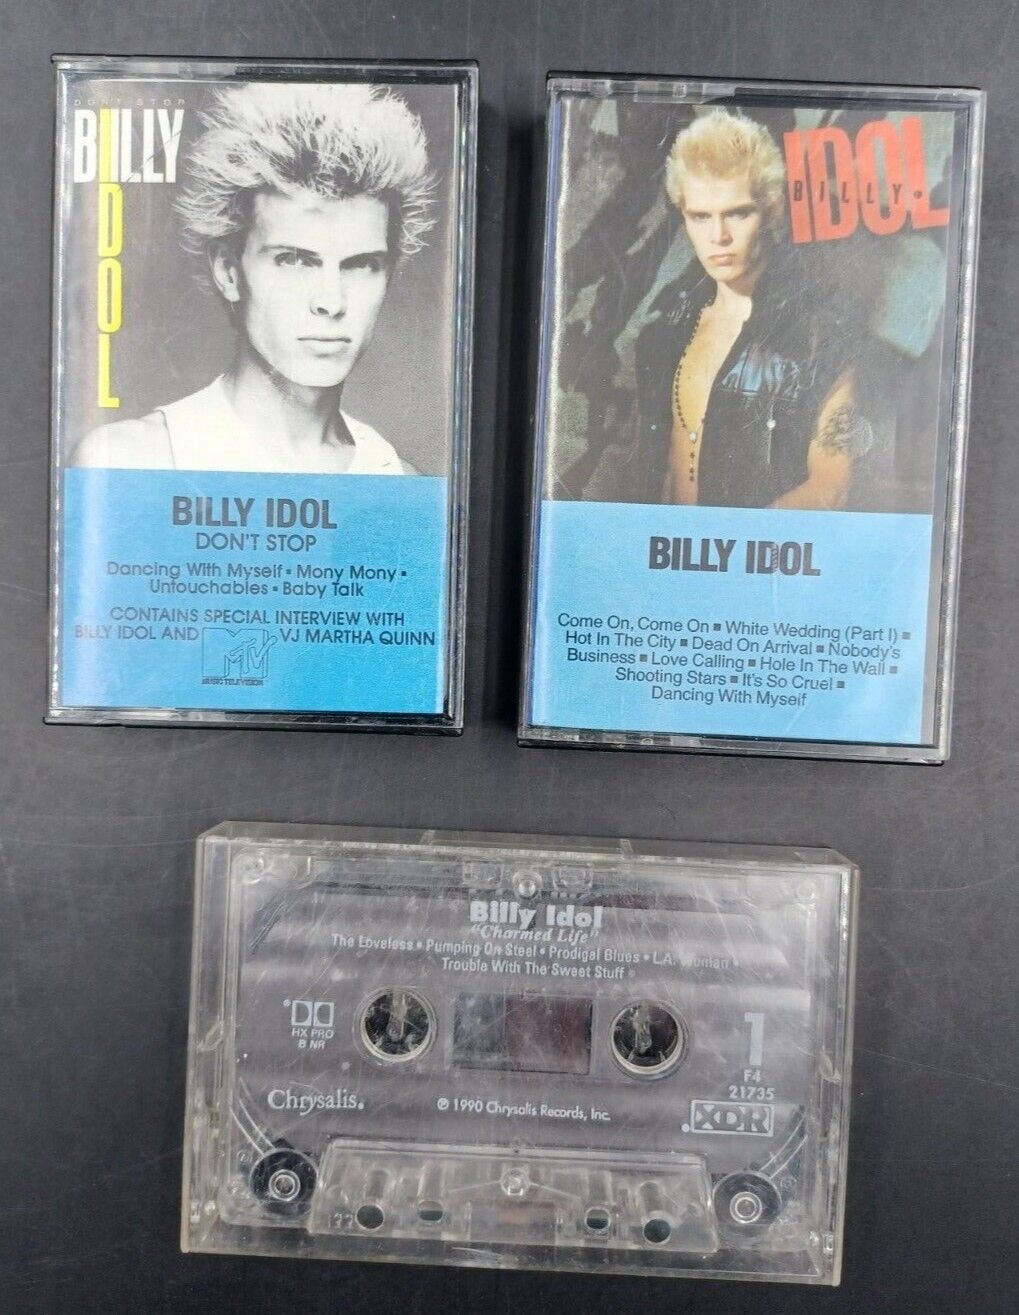 DON'T STOP
BILLY
IDOL
BILLY IDOL
DON'T STOP
Dancing With Myself ▪ Mony Mony ▪
Untouchables ▪ Baby Talk
CONTAINS SPECIAL INTERVIEW WITH
BILLY IDOL AND MTV VJ MARTHA QUINN
MUSIC TELEVISION
IDOL
BILLY
BILLY IDOL
Come On, Come On ▪ White Wedding (Part I) ▪
Hot In The City ▪ Dead On Arrival ▪ Nobody's
Business ▪ Love Calling ▪ Hole In The Wall ▪
Shooting Stars ▪ It's So Cruel ▪
Dancing With Myself
Billy Idol
"Charmed Life"
The Loveless • Pumping On Steel • Prodigal Blues • L.A. Woman •
Trouble With The Sweet Stuff
HX PRO
B NR
1
F4
21735
Chrysalis.
℗ 1990 Chrysalis Records, Inc.
XDR